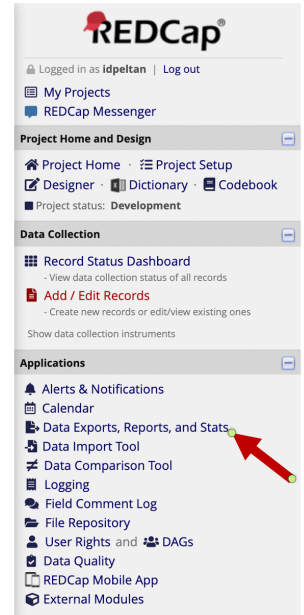 REDCap®
Logged in as idpeltan | Log out
My Projects
REDCap Messenger
Project Home and Design
Project Home · Project Setup
Designer · Dictionary · Codebook
Project status: Development
Data Collection
Record Status Dashboard
- View data collection status of all records
Add / Edit Records
- Create new records or edit/view existing ones
Show data collection instruments
Applications
Alerts & Notifications
Calendar
Data Exports, Reports, and Stats
Data Import Tool
Data Comparison Tool
Logging
Field Comment Log
File Repository
User Rights and DAGs
Data Quality
REDCap Mobile App
External Modules